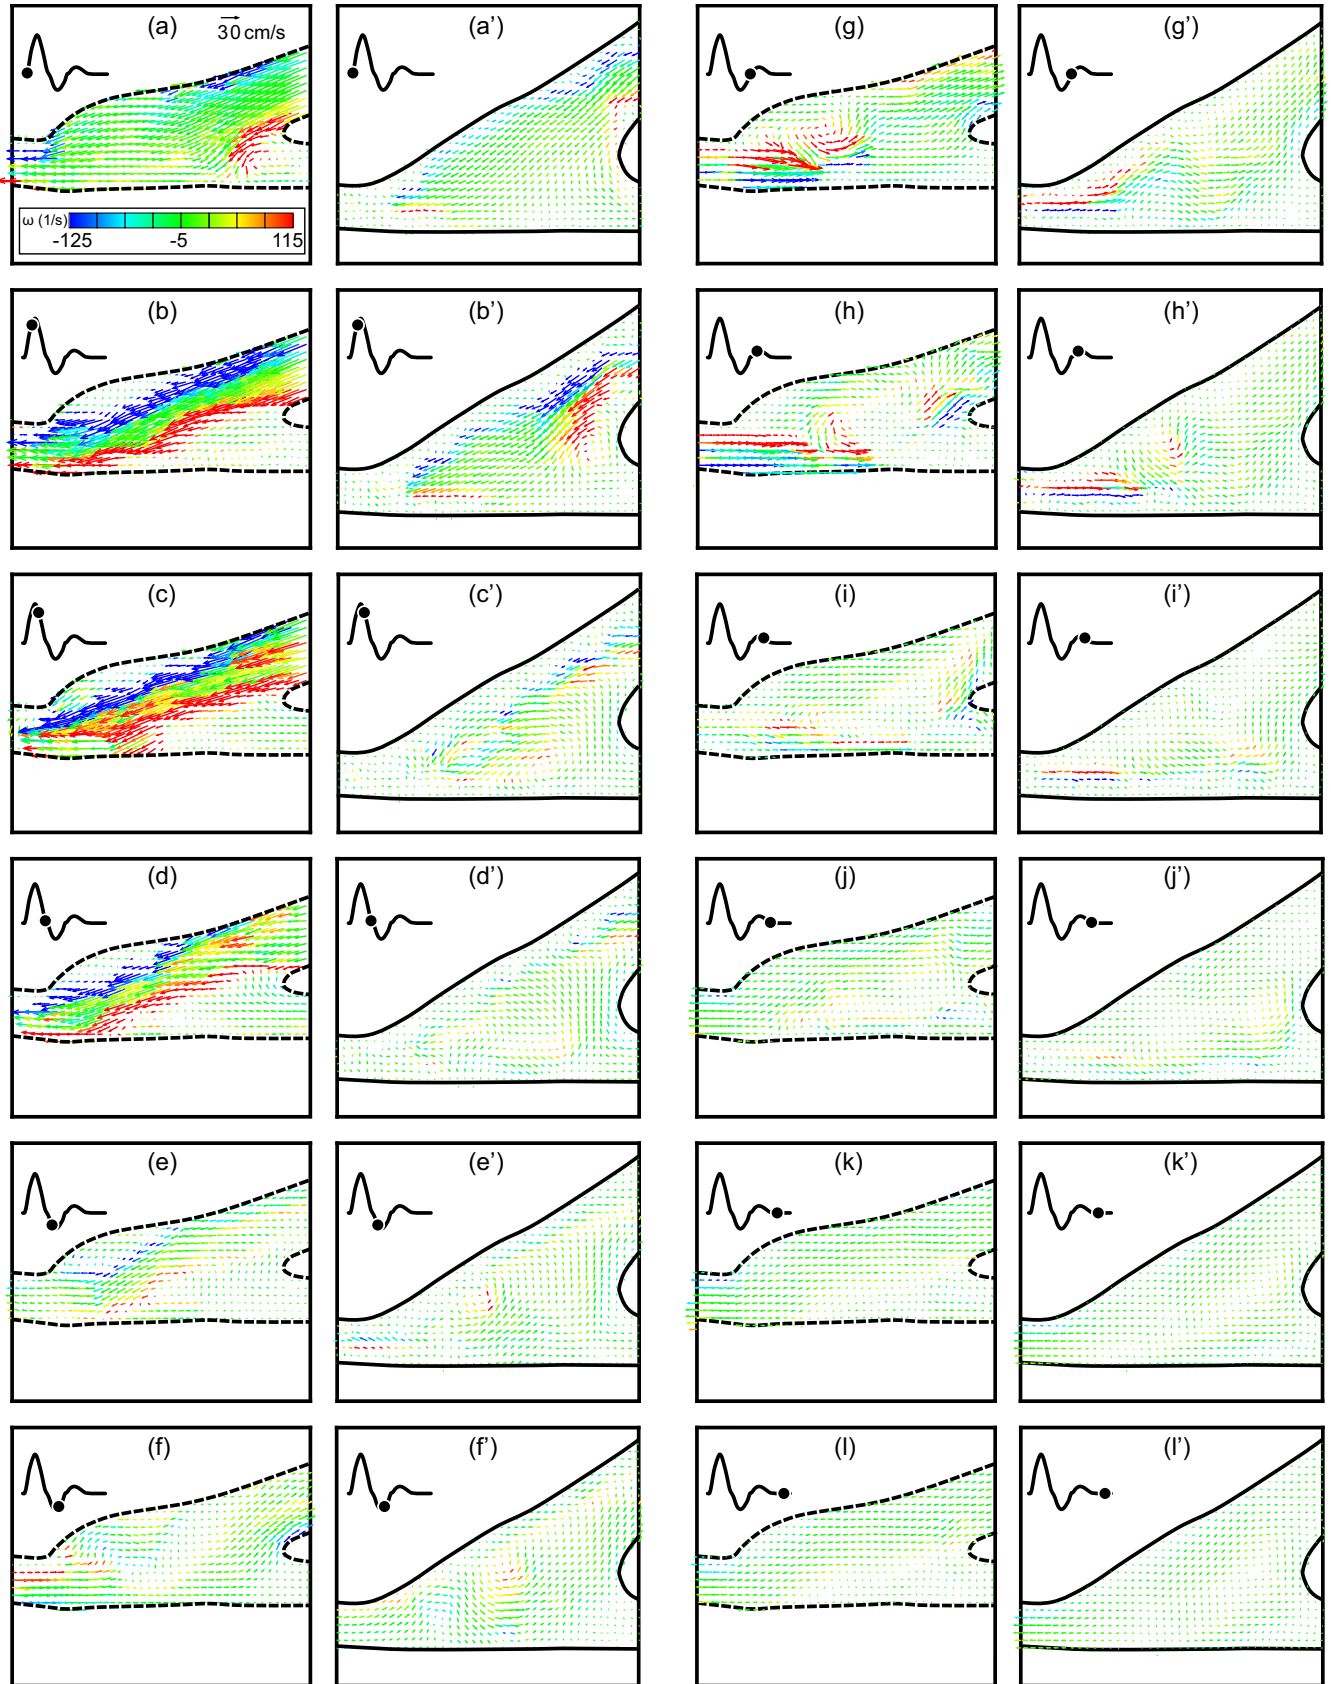 (a)
30 cm/s
ω (1/s)
-125
-5
115
(a’)
(g)
(g’)
(b)
(b’)
(h)
(h’)
(c)
(c’)
(i)
(i’)
(d)
(d’)
(j)
(j’)
(e)
(e’)
(k)
(k’)
(f)
(f’)
(l)
(l’)